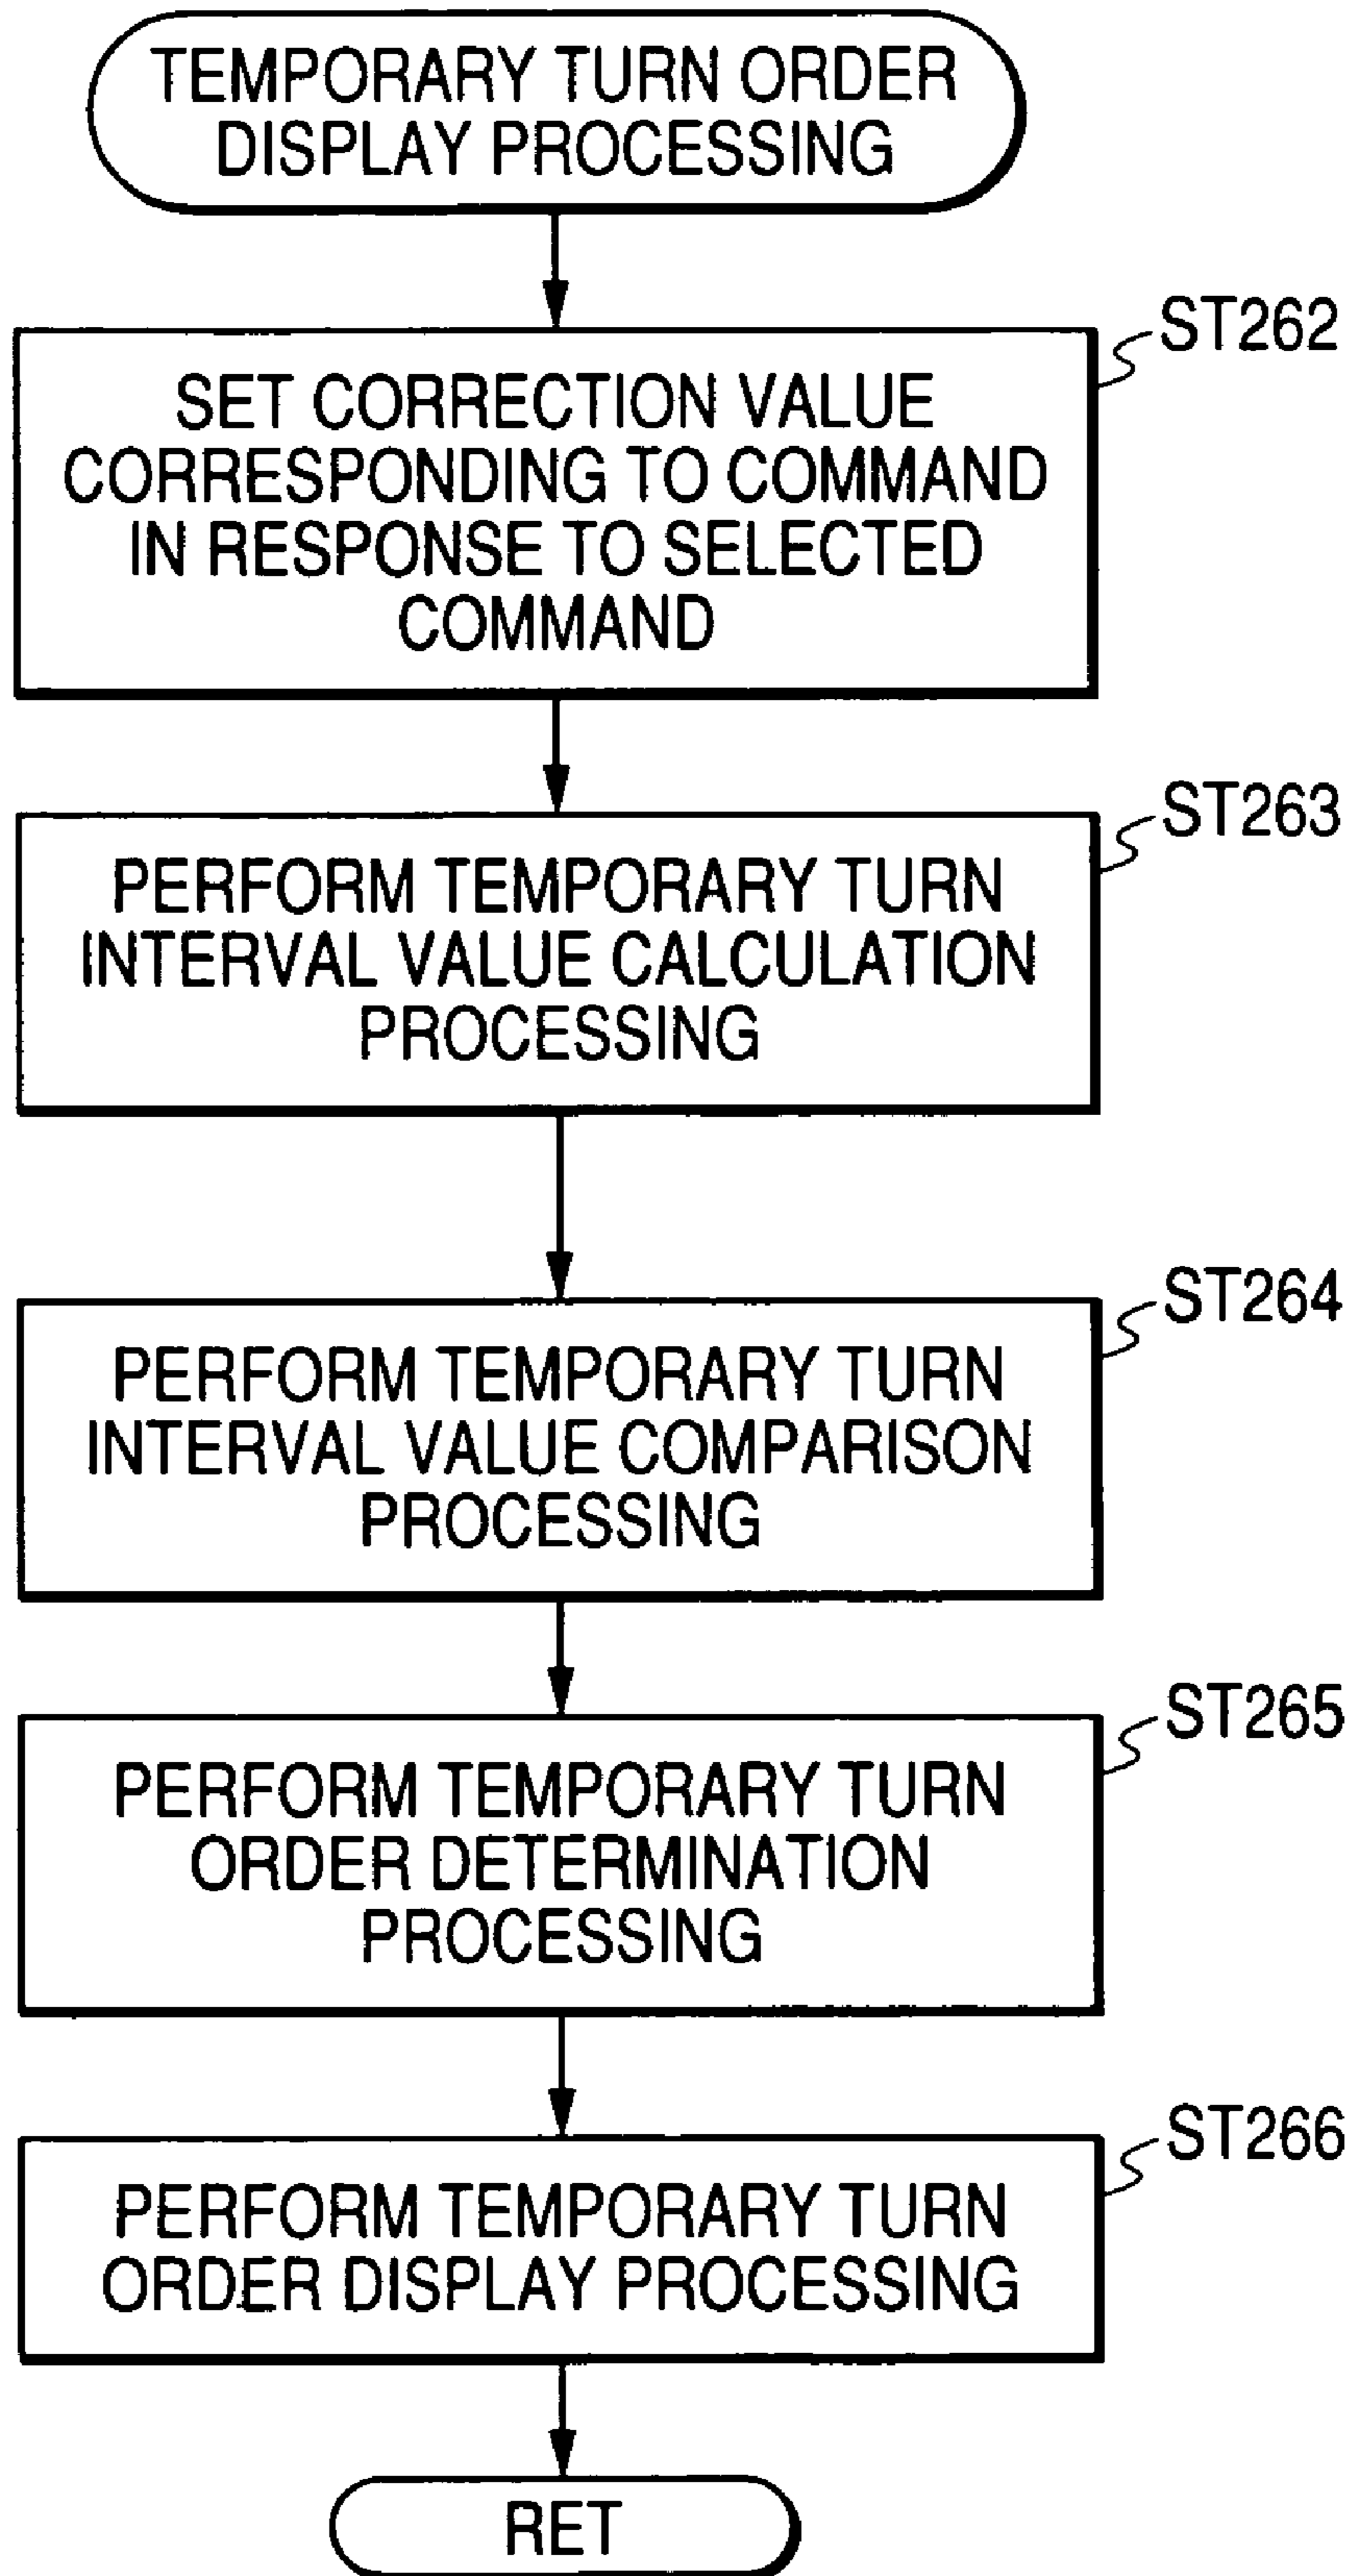 TEMPORARY TURN ORDER
DISPLAY PROCESSING
ST262
SET CORRECTION VALUE
CORRESPONDING TO COMMAND
IN RESPONSE TO SELECTED
COMMAND
ST263
PERFORM TEMPORARY TURN
INTERVAL VALUE CALCULATION
PROCESSING
ST264
PERFORM TEMPORARY TURN
INTERVAL VALUE COMPARISON
PROCESSING
ST265
PERFORM TEMPORARY TURN
ORDER DETERMINATION
PROCESSING
ST266
PERFORM TEMPORARY TURN
ORDER DISPLAY PROCESSING
RET